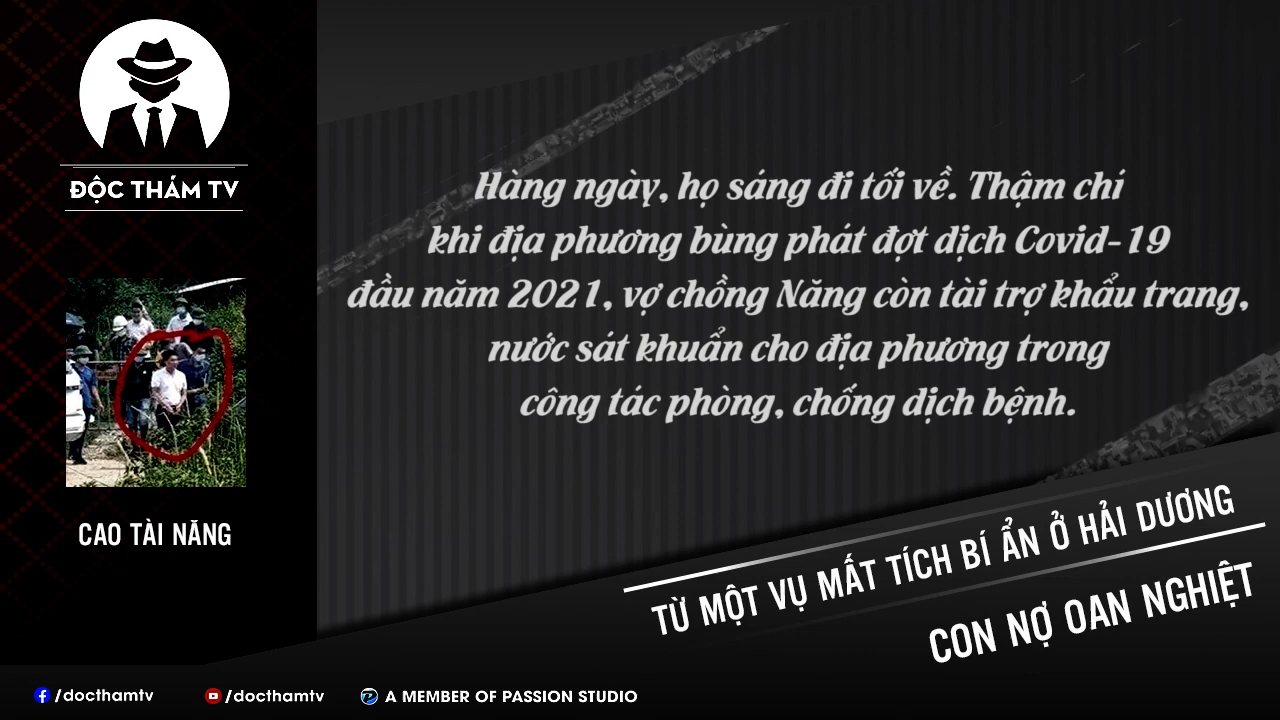 ĐỘC THÁM TV
CAO TÀI NĂNG
Hàng ngày, họ sáng đi tối về. Thậm chí
khi địa phương bùng phát đợt dịch Covid-19
đầu năm 2021, vợ chồng Năng còn tài trợ khẩu trang,
nước sát khuẩn cho địa phương trong
công tác phòng, chống dịch bệnh.
TỪ MỘT VỤ MẤT TÍCH BÍ ẨN Ở HẢI DƯƠNG
CON NỢ OAN NGHIỆT
/docthamtv
/docthamtv
A MEMBER OF PASSION STUDIO